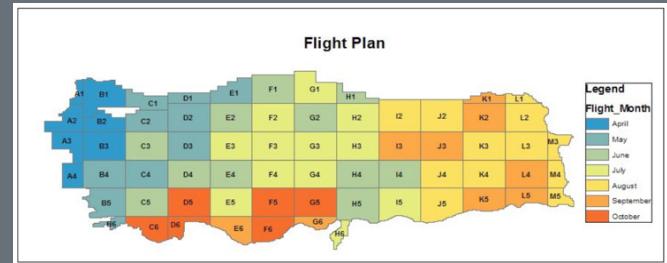 Flight Plan
A1 B1 C1 D1 E1 F1 G1 H1 K1 L1
A2 B2 C2 D2 E2 F2 G2 H2 I2 J2 K2 L2
A3 B3 C3 D3 E3 F3 G3 H3 I3 J3 K3 L3 M3
A4 B4 C4 D4 E4 F4 G4 H4 I4 J4 K4 L4 M4
B5 C5 D5 E5 F5 G5 H5 I5 J5 K5 L5 M5
B6 C6 D6 E6 F6 G6 H6
Legend
Flight_Month
April
May
June
July
August
September
October